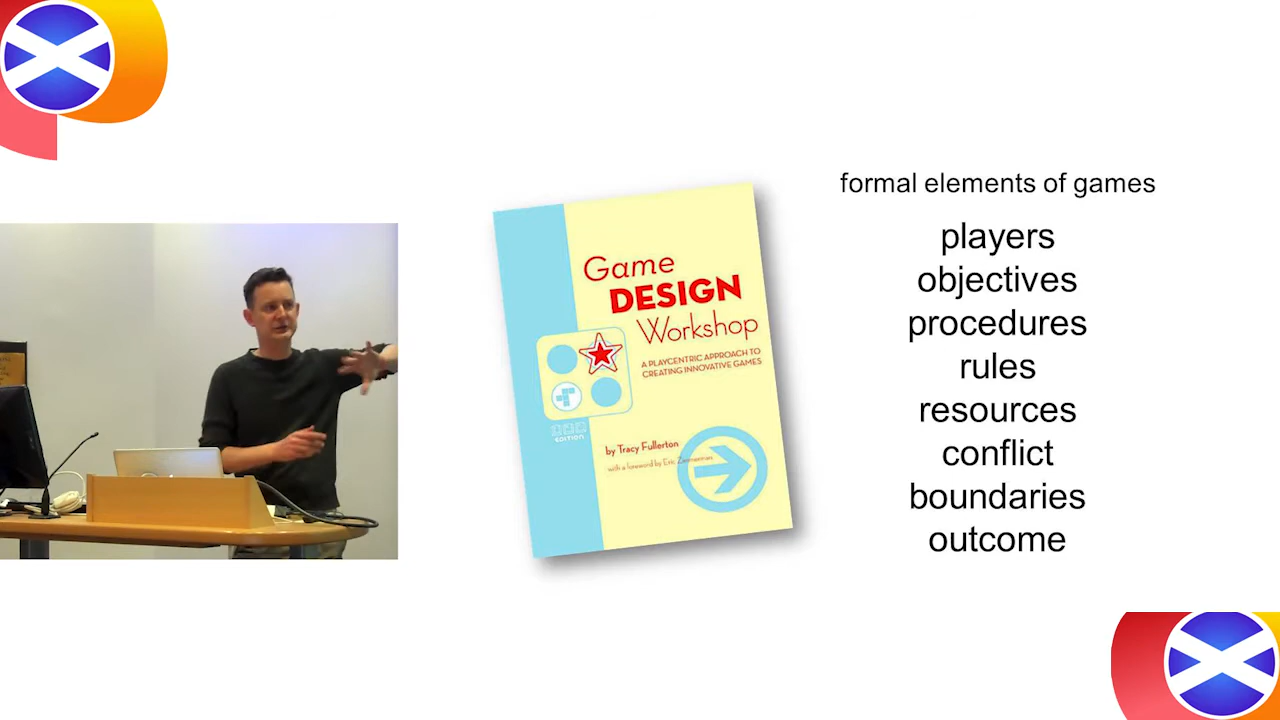 formal elements of games
players
objectives
procedures
rules
resources
conflict
boundaries
outcome
Game
DESIGN
Workshop
A PLAYCENTRIC APPROACH TO
CREATING INNOVATIVE GAMES
EDITION
by Tracy Fullerton
with a foreword by Eric Zimmerman